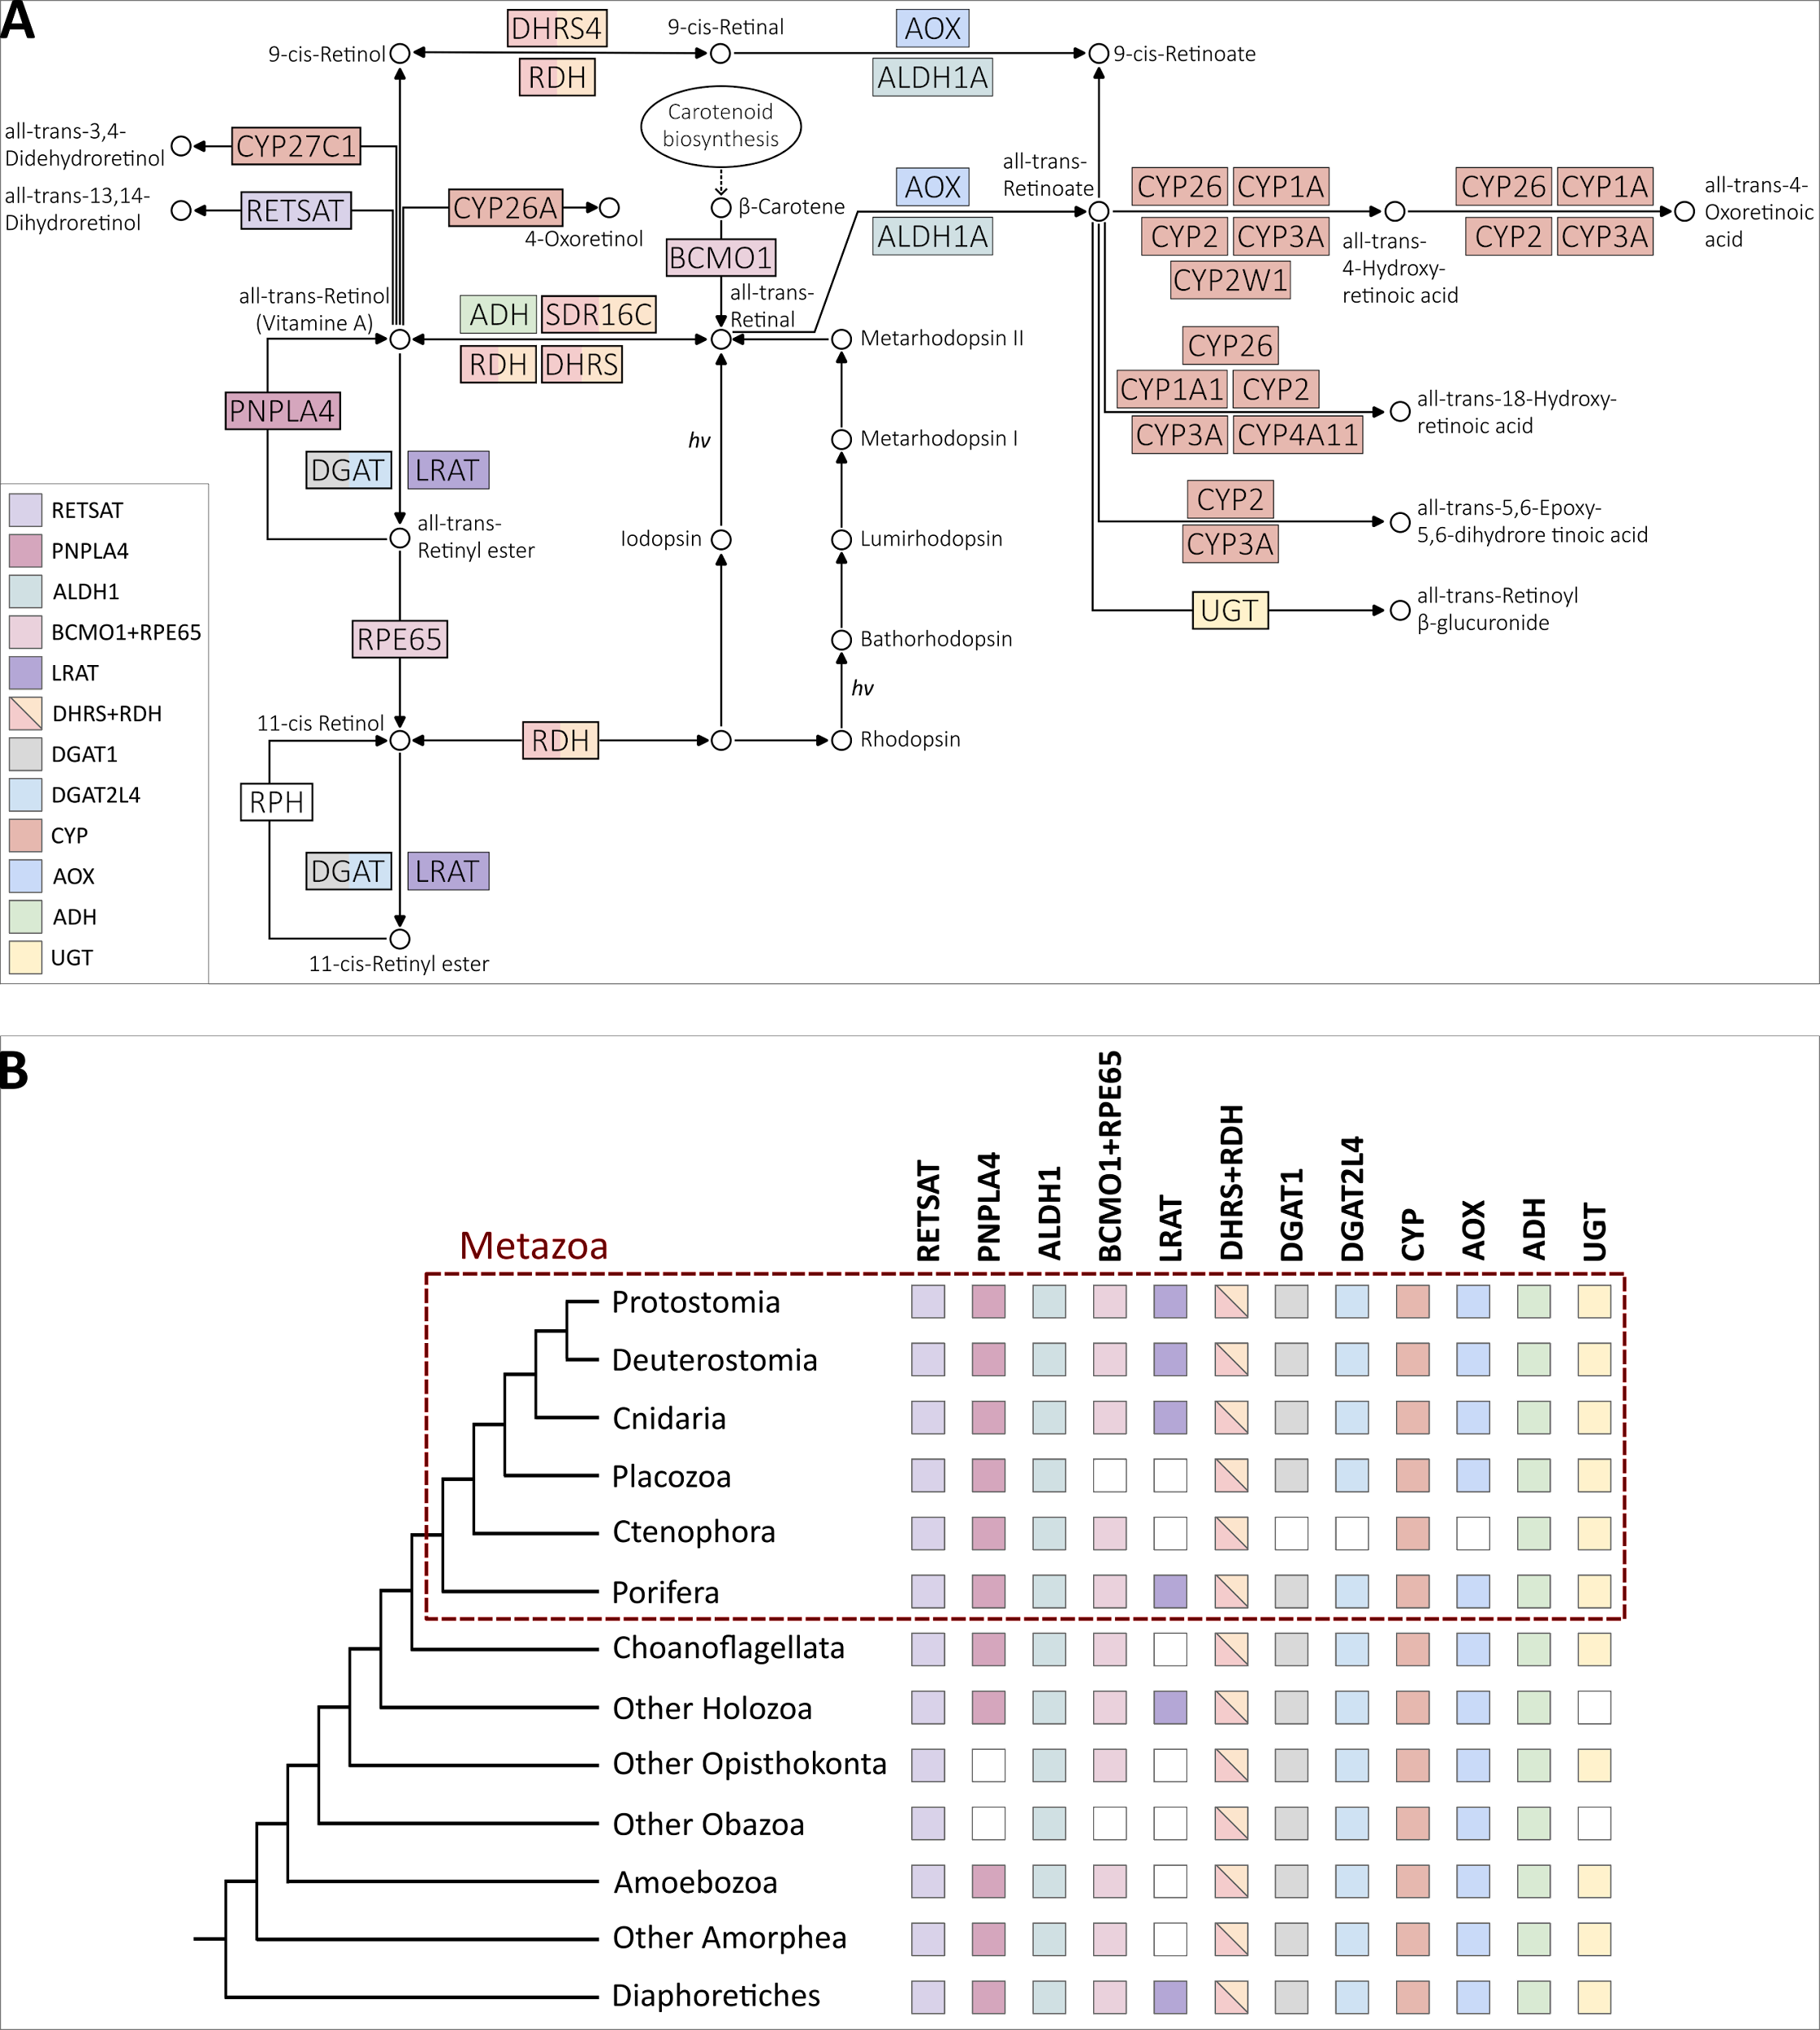 A
DHRS4
9-cis-Retinal
AOX
9-cis-Retinol
9-cis-Retinoate
RDH
ALDH1A
Carotenoid
biosynthesis
all-trans-3,4-
Didehydroretinol
CYP27C1
all-trans-13,14-
Dihydroretinol
RETSAT
CYP26A
4-Oxoretinol
β-Carotene
BCMO1
AOX
ALDH1A
all-trans-
Retinoate
CYP26
CYP1A
CYP2
CYP3A
CYP2W1
all-trans-
4-Hydroxy-
retinoic acid
CYP26
CYP1A
CYP2
CYP3A
all-trans-4-
Oxoretinoic
acid
all-trans-Retinol
(Vitamine A)
ADH
SDR16C
RDH
DHRS
all-trans-
Retinal
Metarhodopsin II
CYP26
CYP1A1
CYP2
CYP3A
CYP4A11
all-trans-18-Hydroxy-
retinoic acid
PNPLA4
DGAT
LRAT
hv
Metarhodopsin I
all-trans-
Retinyl ester
Iodopsin
Lumirhodopsin
CYP2
CYP3A
all-trans-5,6-Epoxy-
5,6-dihydrore tinoic acid
UGT
all-trans-Retinoyl
β-glucuronide
RPE65
Bathorhodopsin
hv
11-cis Retinol
RDH
Rhodopsin
RPH
DGAT
LRAT
11-cis-Retinyl ester
RETSAT
PNPLA4
ALDH1
BCMO1+RPE65
LRAT
DHRS+RDH
DGAT1
DGAT2L4
CYP
AOX
ADH
UGT
B
RETSAT
PNPLA4
ALDH1
BCMO1+RPE65
LRAT
DHRS+RDH
DGAT1
DGAT2L4
CYP
AOX
ADH
UGT
Metazoa
Protostomia
Deuterostomia
Cnidaria
Placozoa
Ctenophora
Porifera
Choanoflagellata
Other Holozoa
Other Opisthokonta
Other Obazoa
Amoebozoa
Other Amorphea
Diaphoretiches